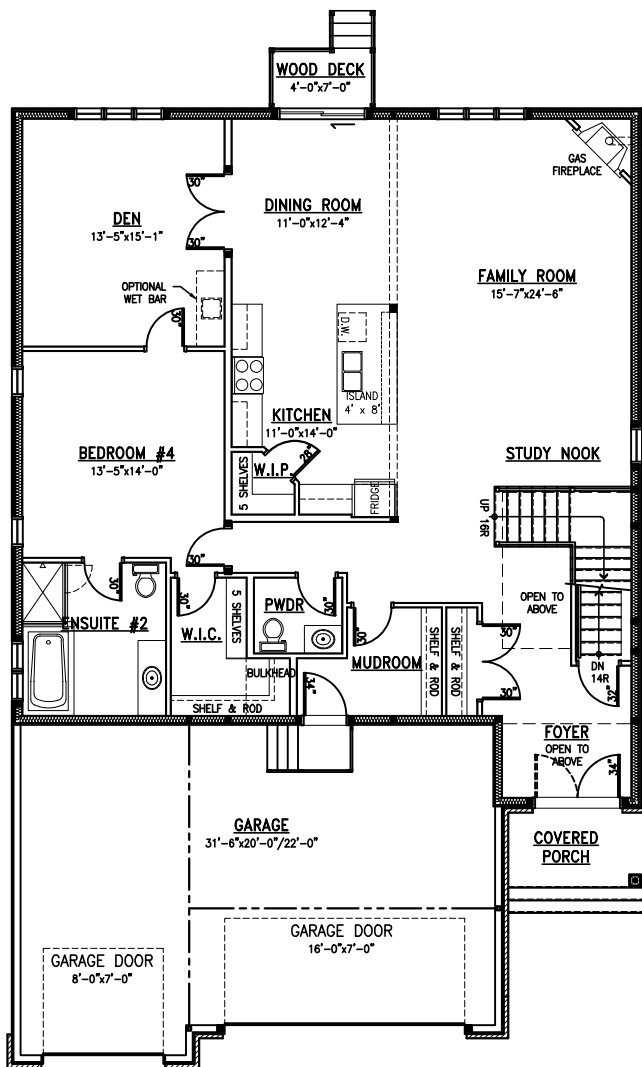 WOOD DECK
4'-0"x7'-0"
GAS
FIREPLACE
30"
DINING ROOM
11'-0"x12'-4"
DEN
13'-5"x15'-1"
30"
FAMILY ROOM
15'-7"x24'-6"
OPTIONAL
WET BAR
30"
D.W.
ISLAND
4' x 8'
KITCHEN
11'-0"x14'-0"
BEDROOM #4
13'-5"x14'-0"
28"
W.I.P.
5 SHELVES
STUDY NOOK
FRIDGE
UP
16R
30"
30"
30"
30"
OPEN TO
ABOVE
5 SHELVES
PWDR
ENSUITE #2
W.I.C.
30"
30"
MUDROOM
SHELF & ROD
SHELF & ROD
BULKHEAD
34"
DN
14R
32"
30"
SHELF & ROD
FOYER
OPEN TO
ABOVE
34"
GARAGE
31'-6"x20'-0"/22'-0"
COVERED
PORCH
GARAGE DOOR
16'-0"x7'-0"
GARAGE DOOR
8'-0"x7'-0"